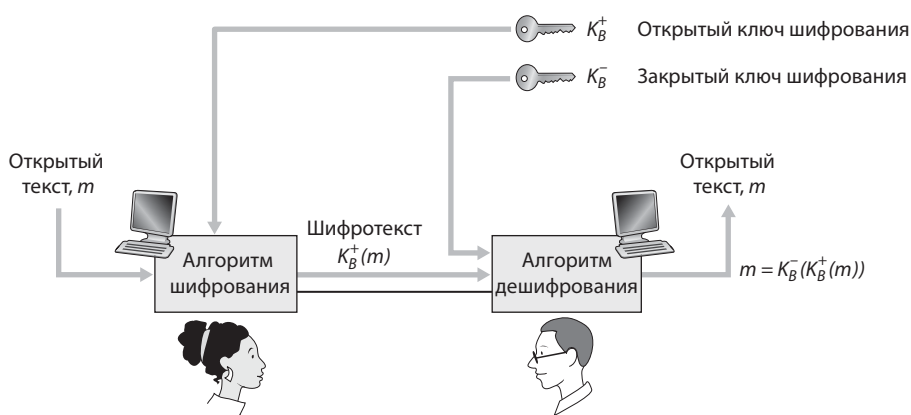 K_B^+ Открытый ключ шифрования
K_B^- Закрытый ключ шифрования
Открытый
текст, m
Открытый
текст, m
Шифротекст
K_B^+(m)
Алгоритм
шифрования
Алгоритм
дешифрования
m = K_B^-(K_B^+(m))